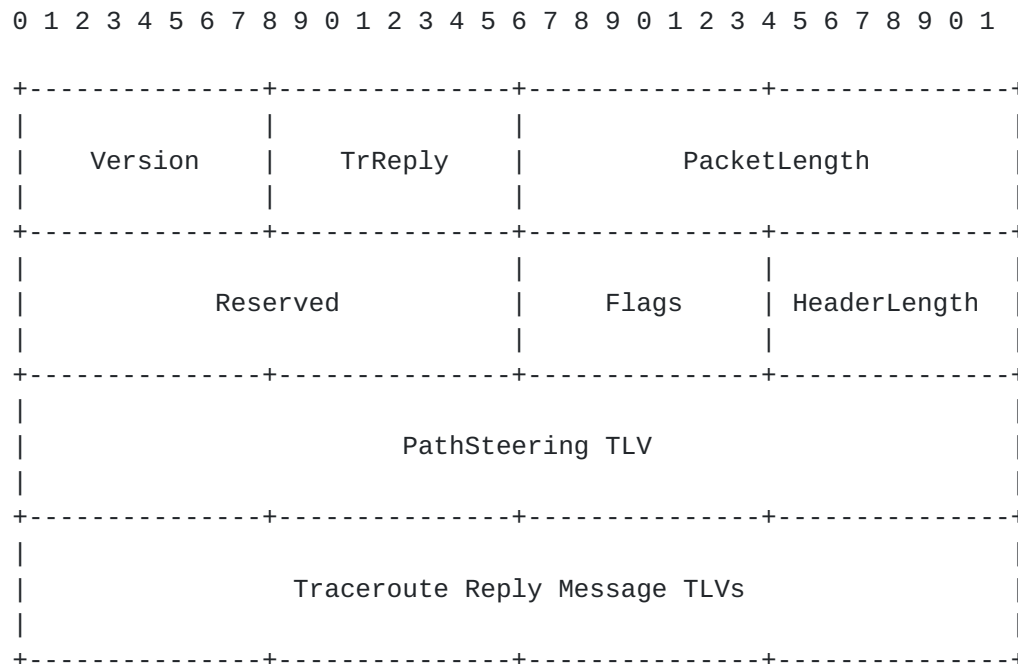 0 1 2 3 4 5 6 7 8 9 0 1 2 3 4 5 6 7 8 9 0 1 2 3 4 5 6 7 8 9 0 1
Version TrReply PacketLength
Reserved Flags HeaderLength
PathSteering TLV
Traceroute Reply Message TLVs